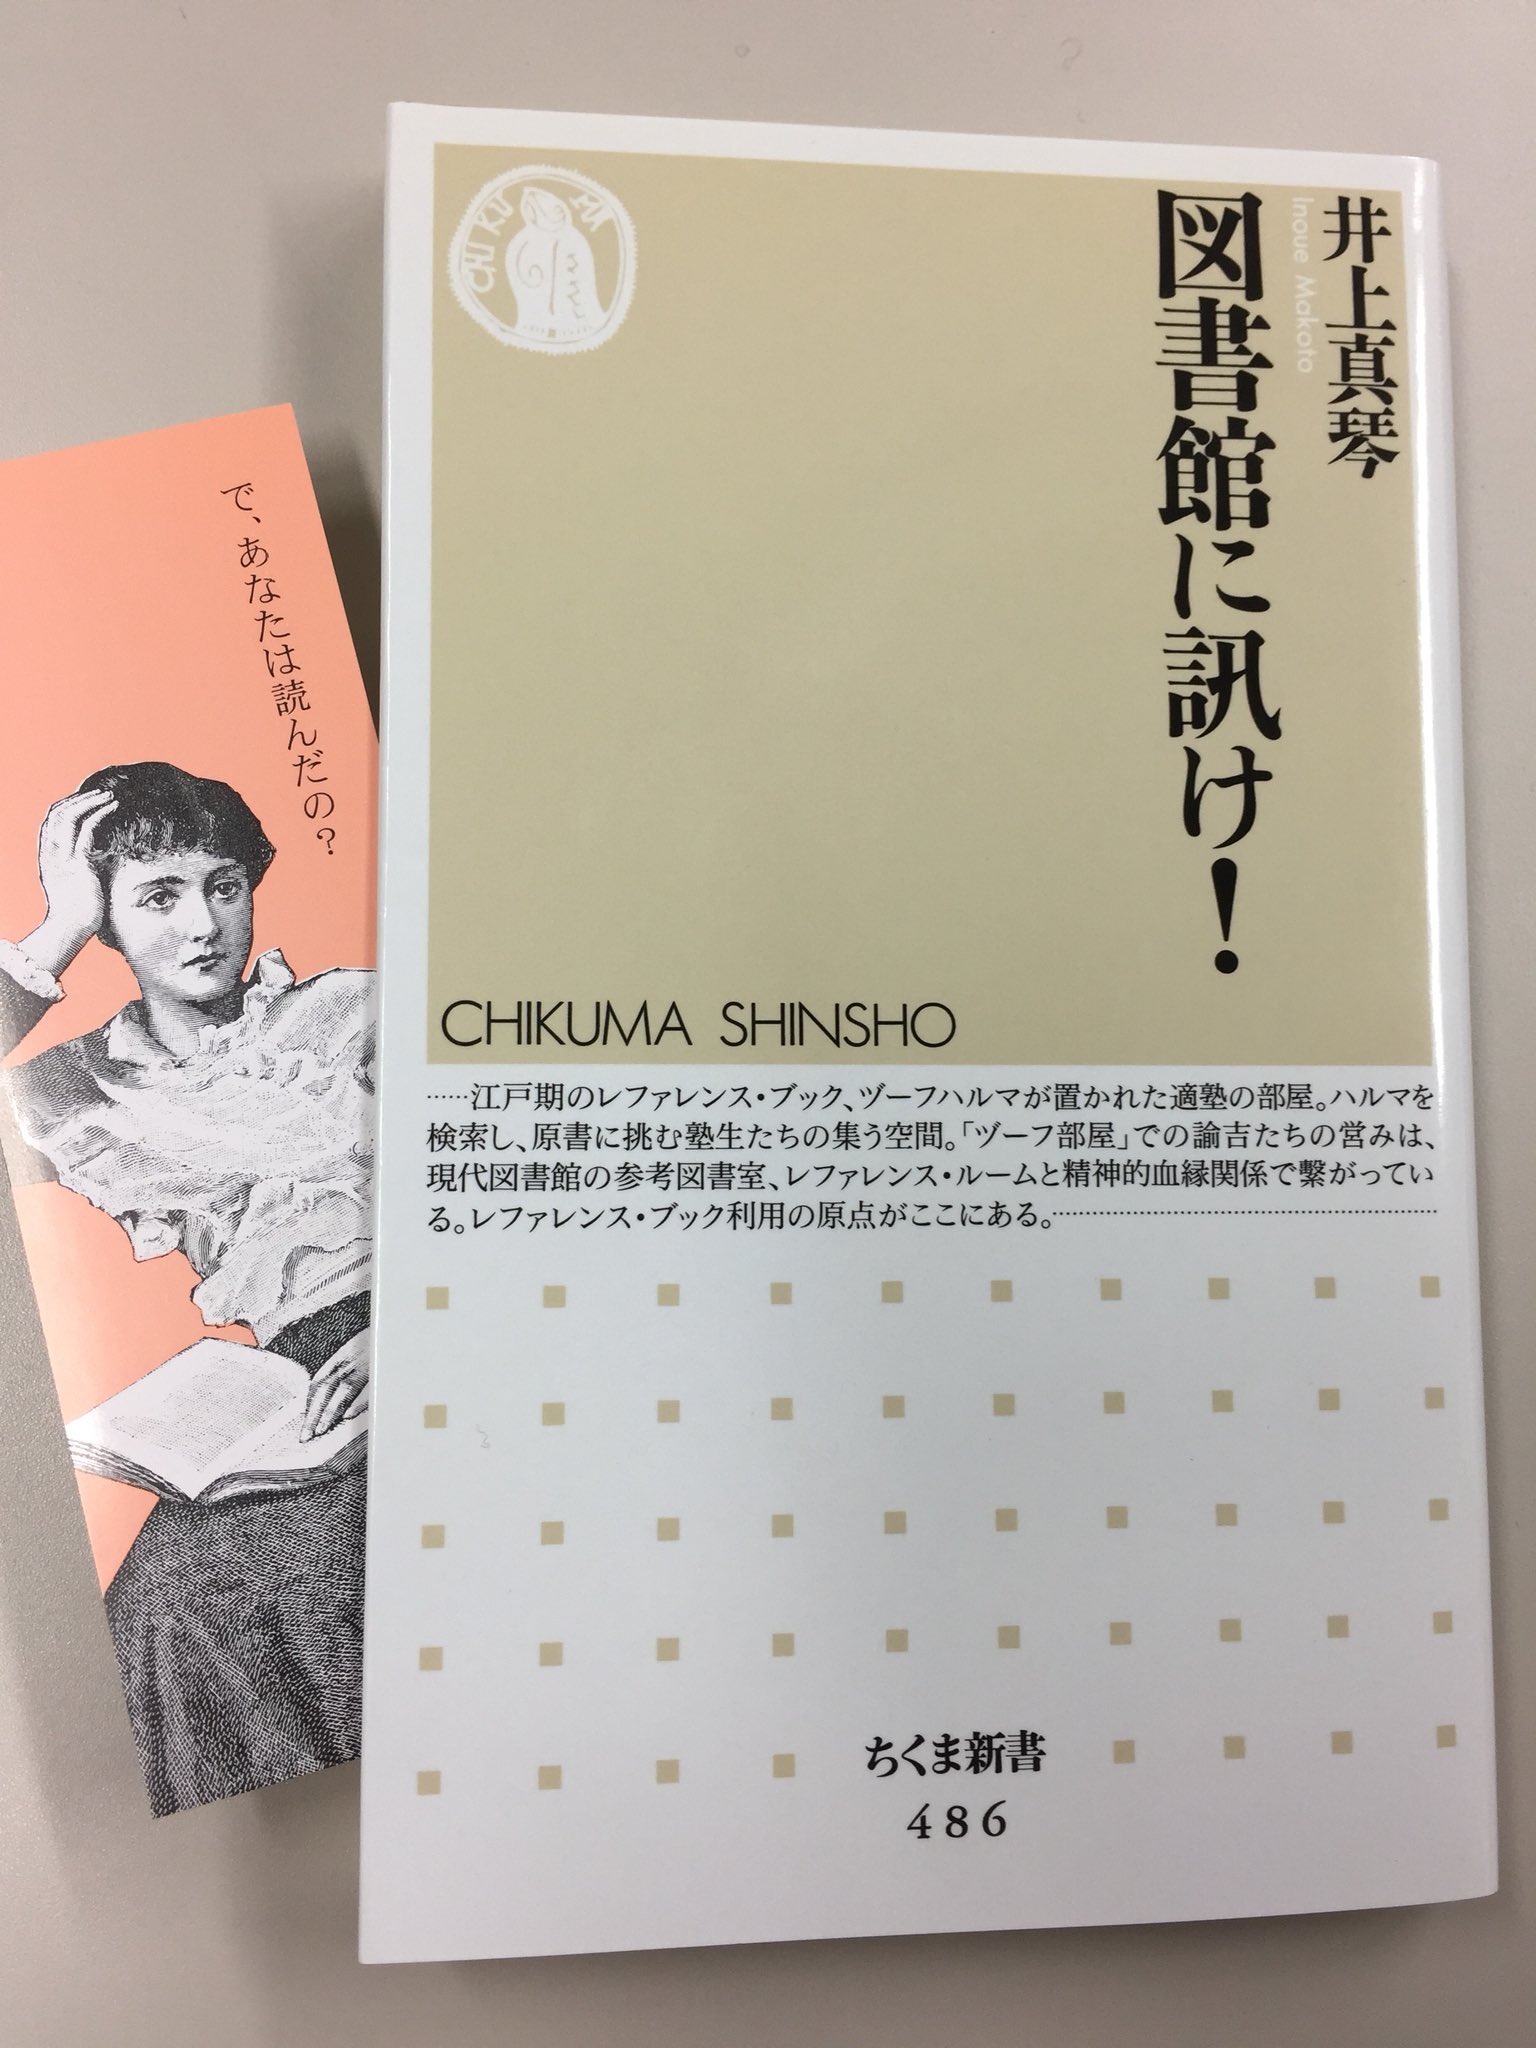 井上真琴
Inoue Makoto
図書館に訊け!
CHIKUMA
CHIKUMA SHINSHO
……江戸期のレファレンス・ブック、ヅーフハルマが置かれた適塾の部屋。ハルマを
検索し、原書に挑む塾生たちの集う空間。「ヅーフ部屋」での諭吉たちの営みは、
現代図書館の参考図書室、レファレンス・ルームと精神的血縁関係で繋がってい
る。レファレンス・ブック利用の原点がここにある。……………………………
ちくま新書
486
で、あなたは読んだの?